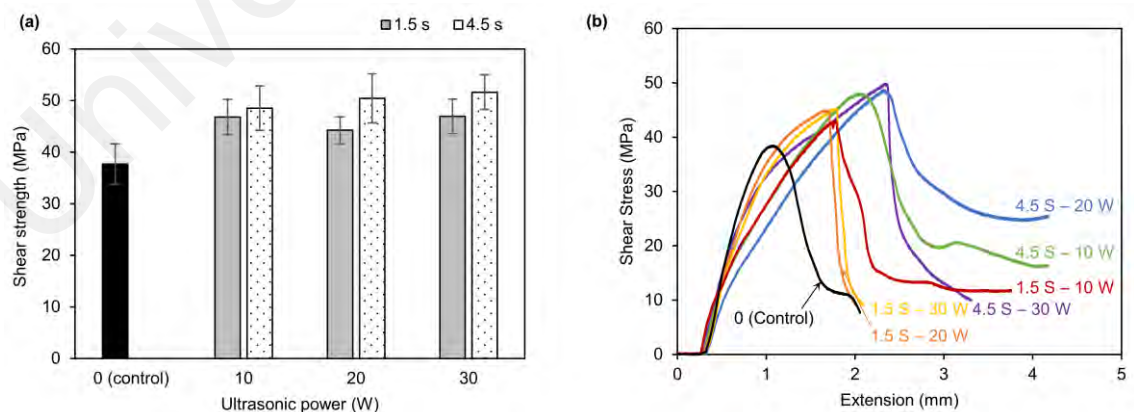 (a)
1.5 s 4.5 s
Shear strength (MPa)
60
50
40
30
20
10
0
0 (control) 10 20 30
Ultrasonic power (W)
(b)
Shear Stress (MPa)
60
50
40
30
20
10
0
4.5 S – 20 W
4.5 S – 10 W
1.5 S – 10 W
1.5 S – 30 W
4.5 S – 30 W
0 (Control)
1.5 S – 20 W
0 1 2 3 4 5
Extension (mm)